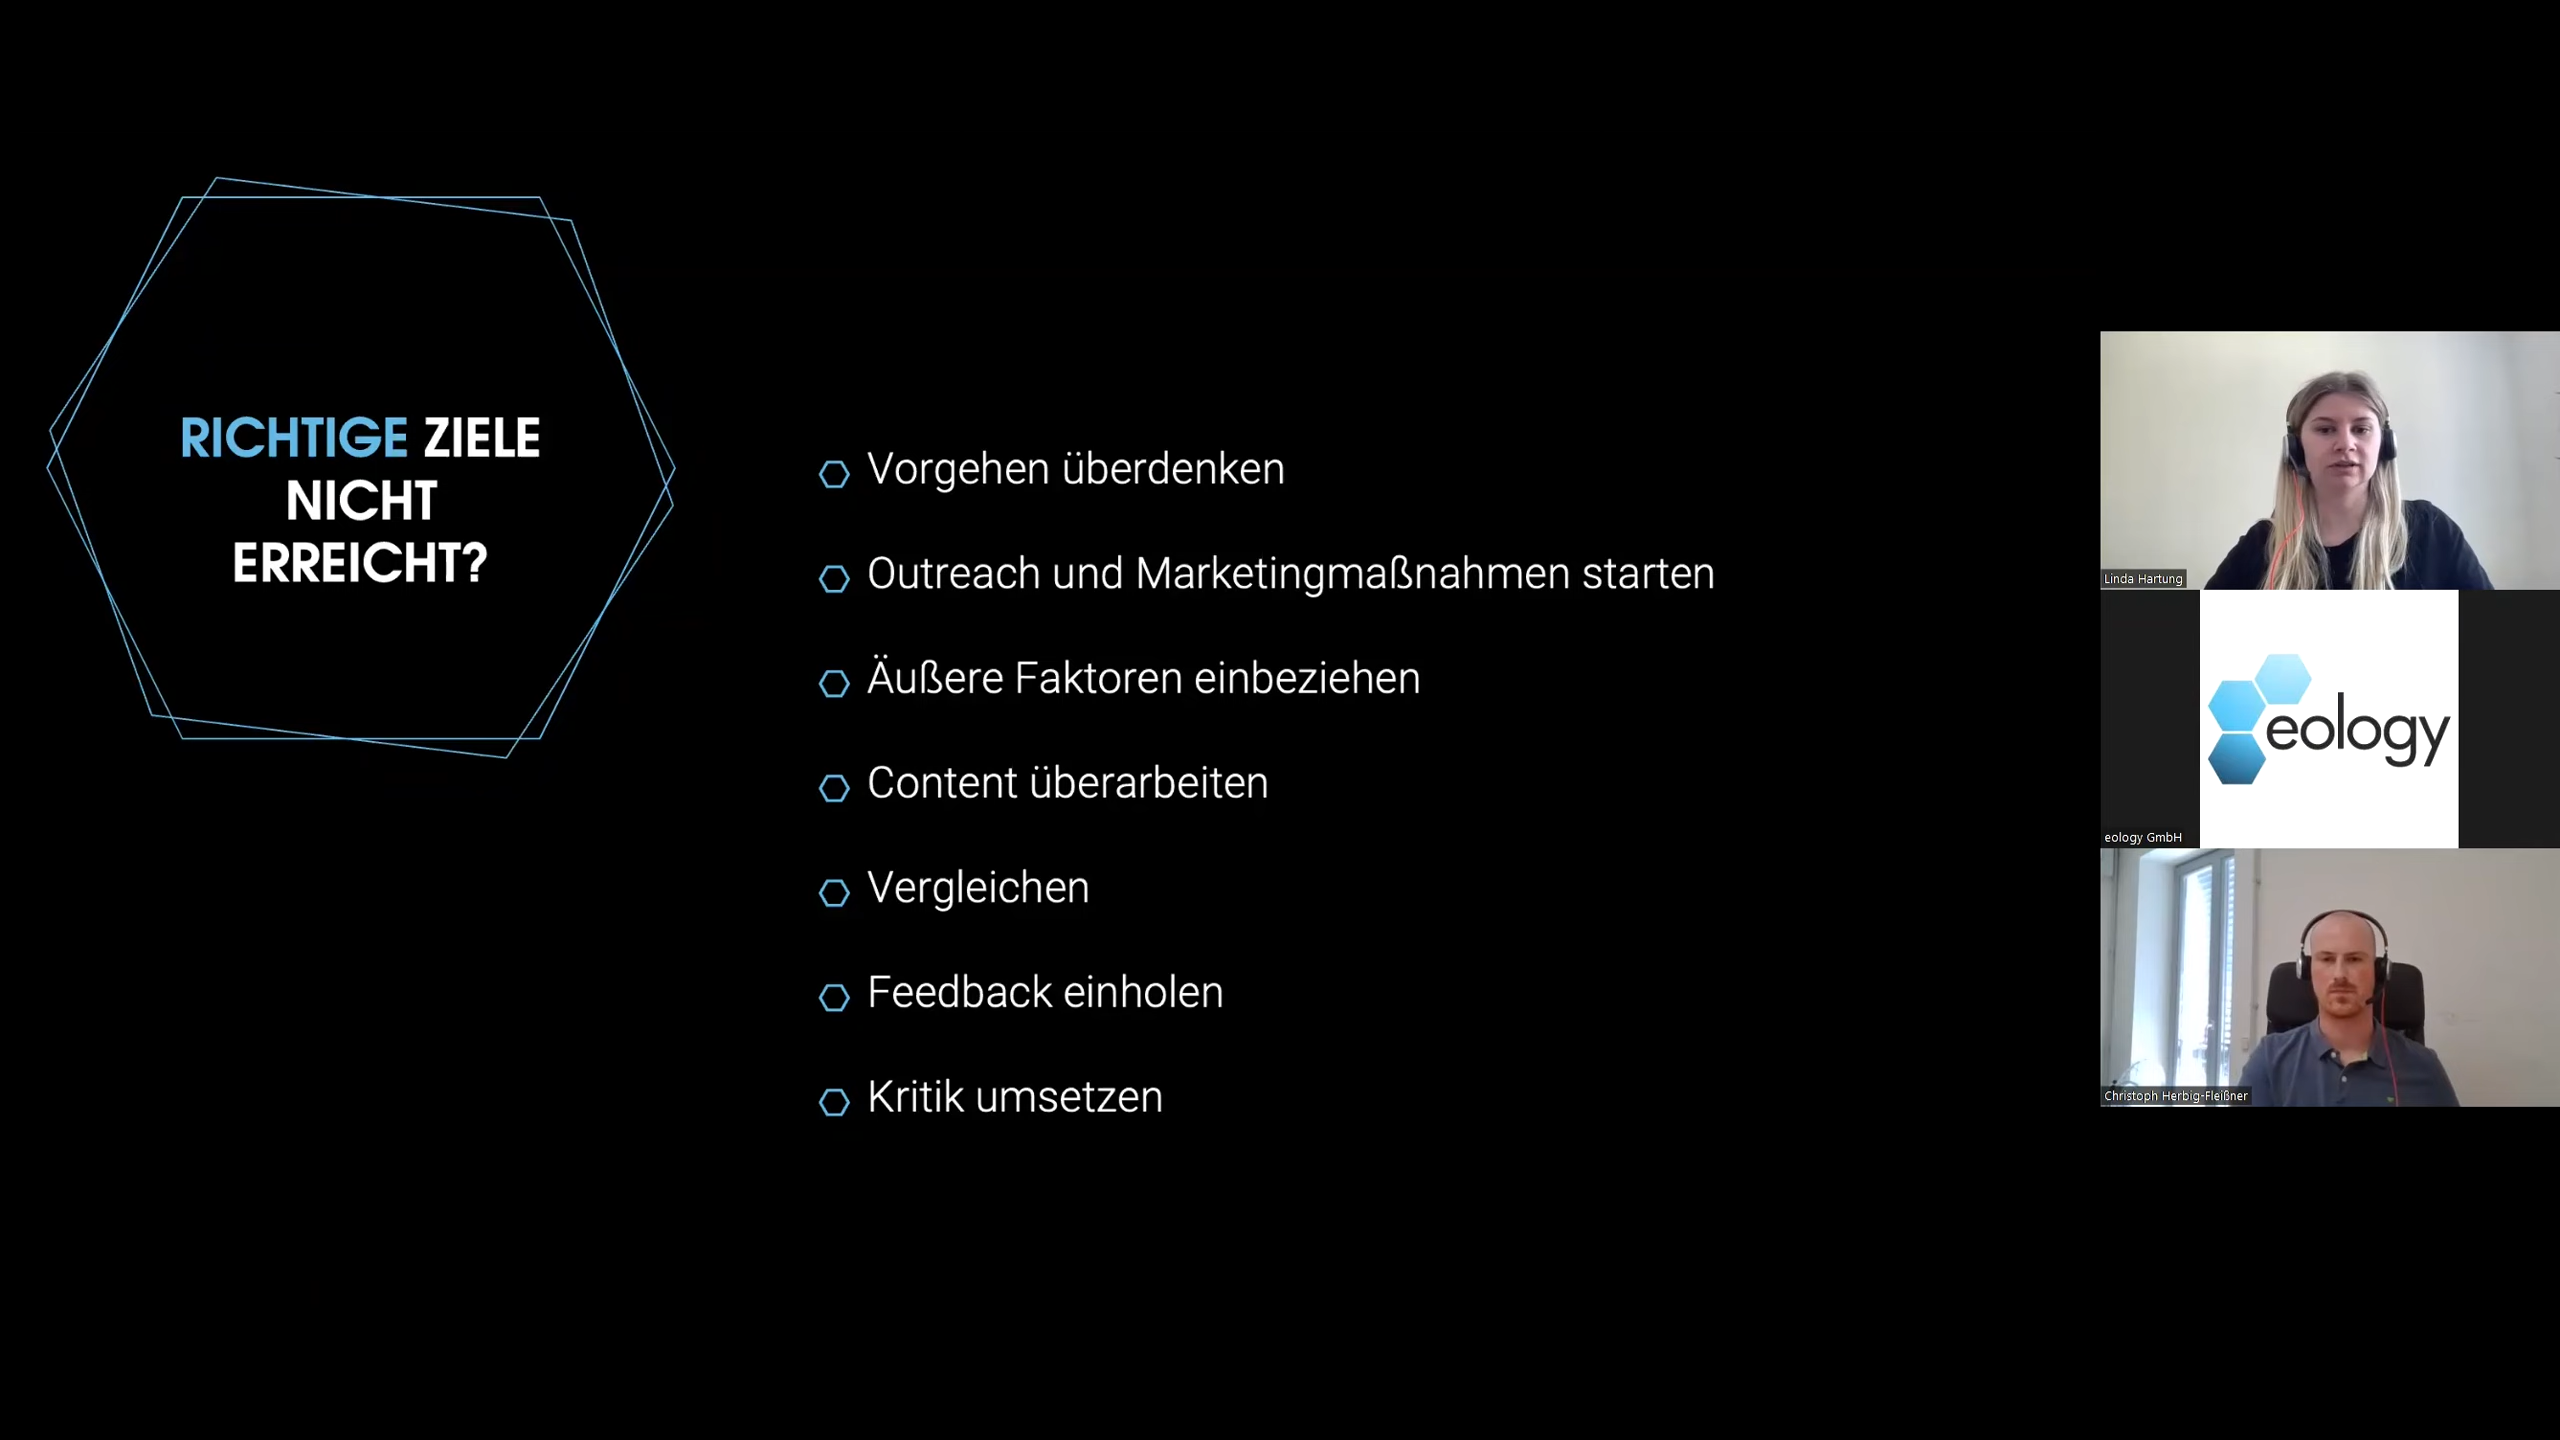 RICHTIGE ZIELE
NICHT
ERREICHT?
Vorgehen überdenken
Outreach und Marketingmaßnahmen starten
Äußere Faktoren einbeziehen
Content überarbeiten
Vergleichen
Feedback einholen
Kritik umsetzen
Linda Hartung
eology
eology GmbH
Christoph Herbig-Fleißner